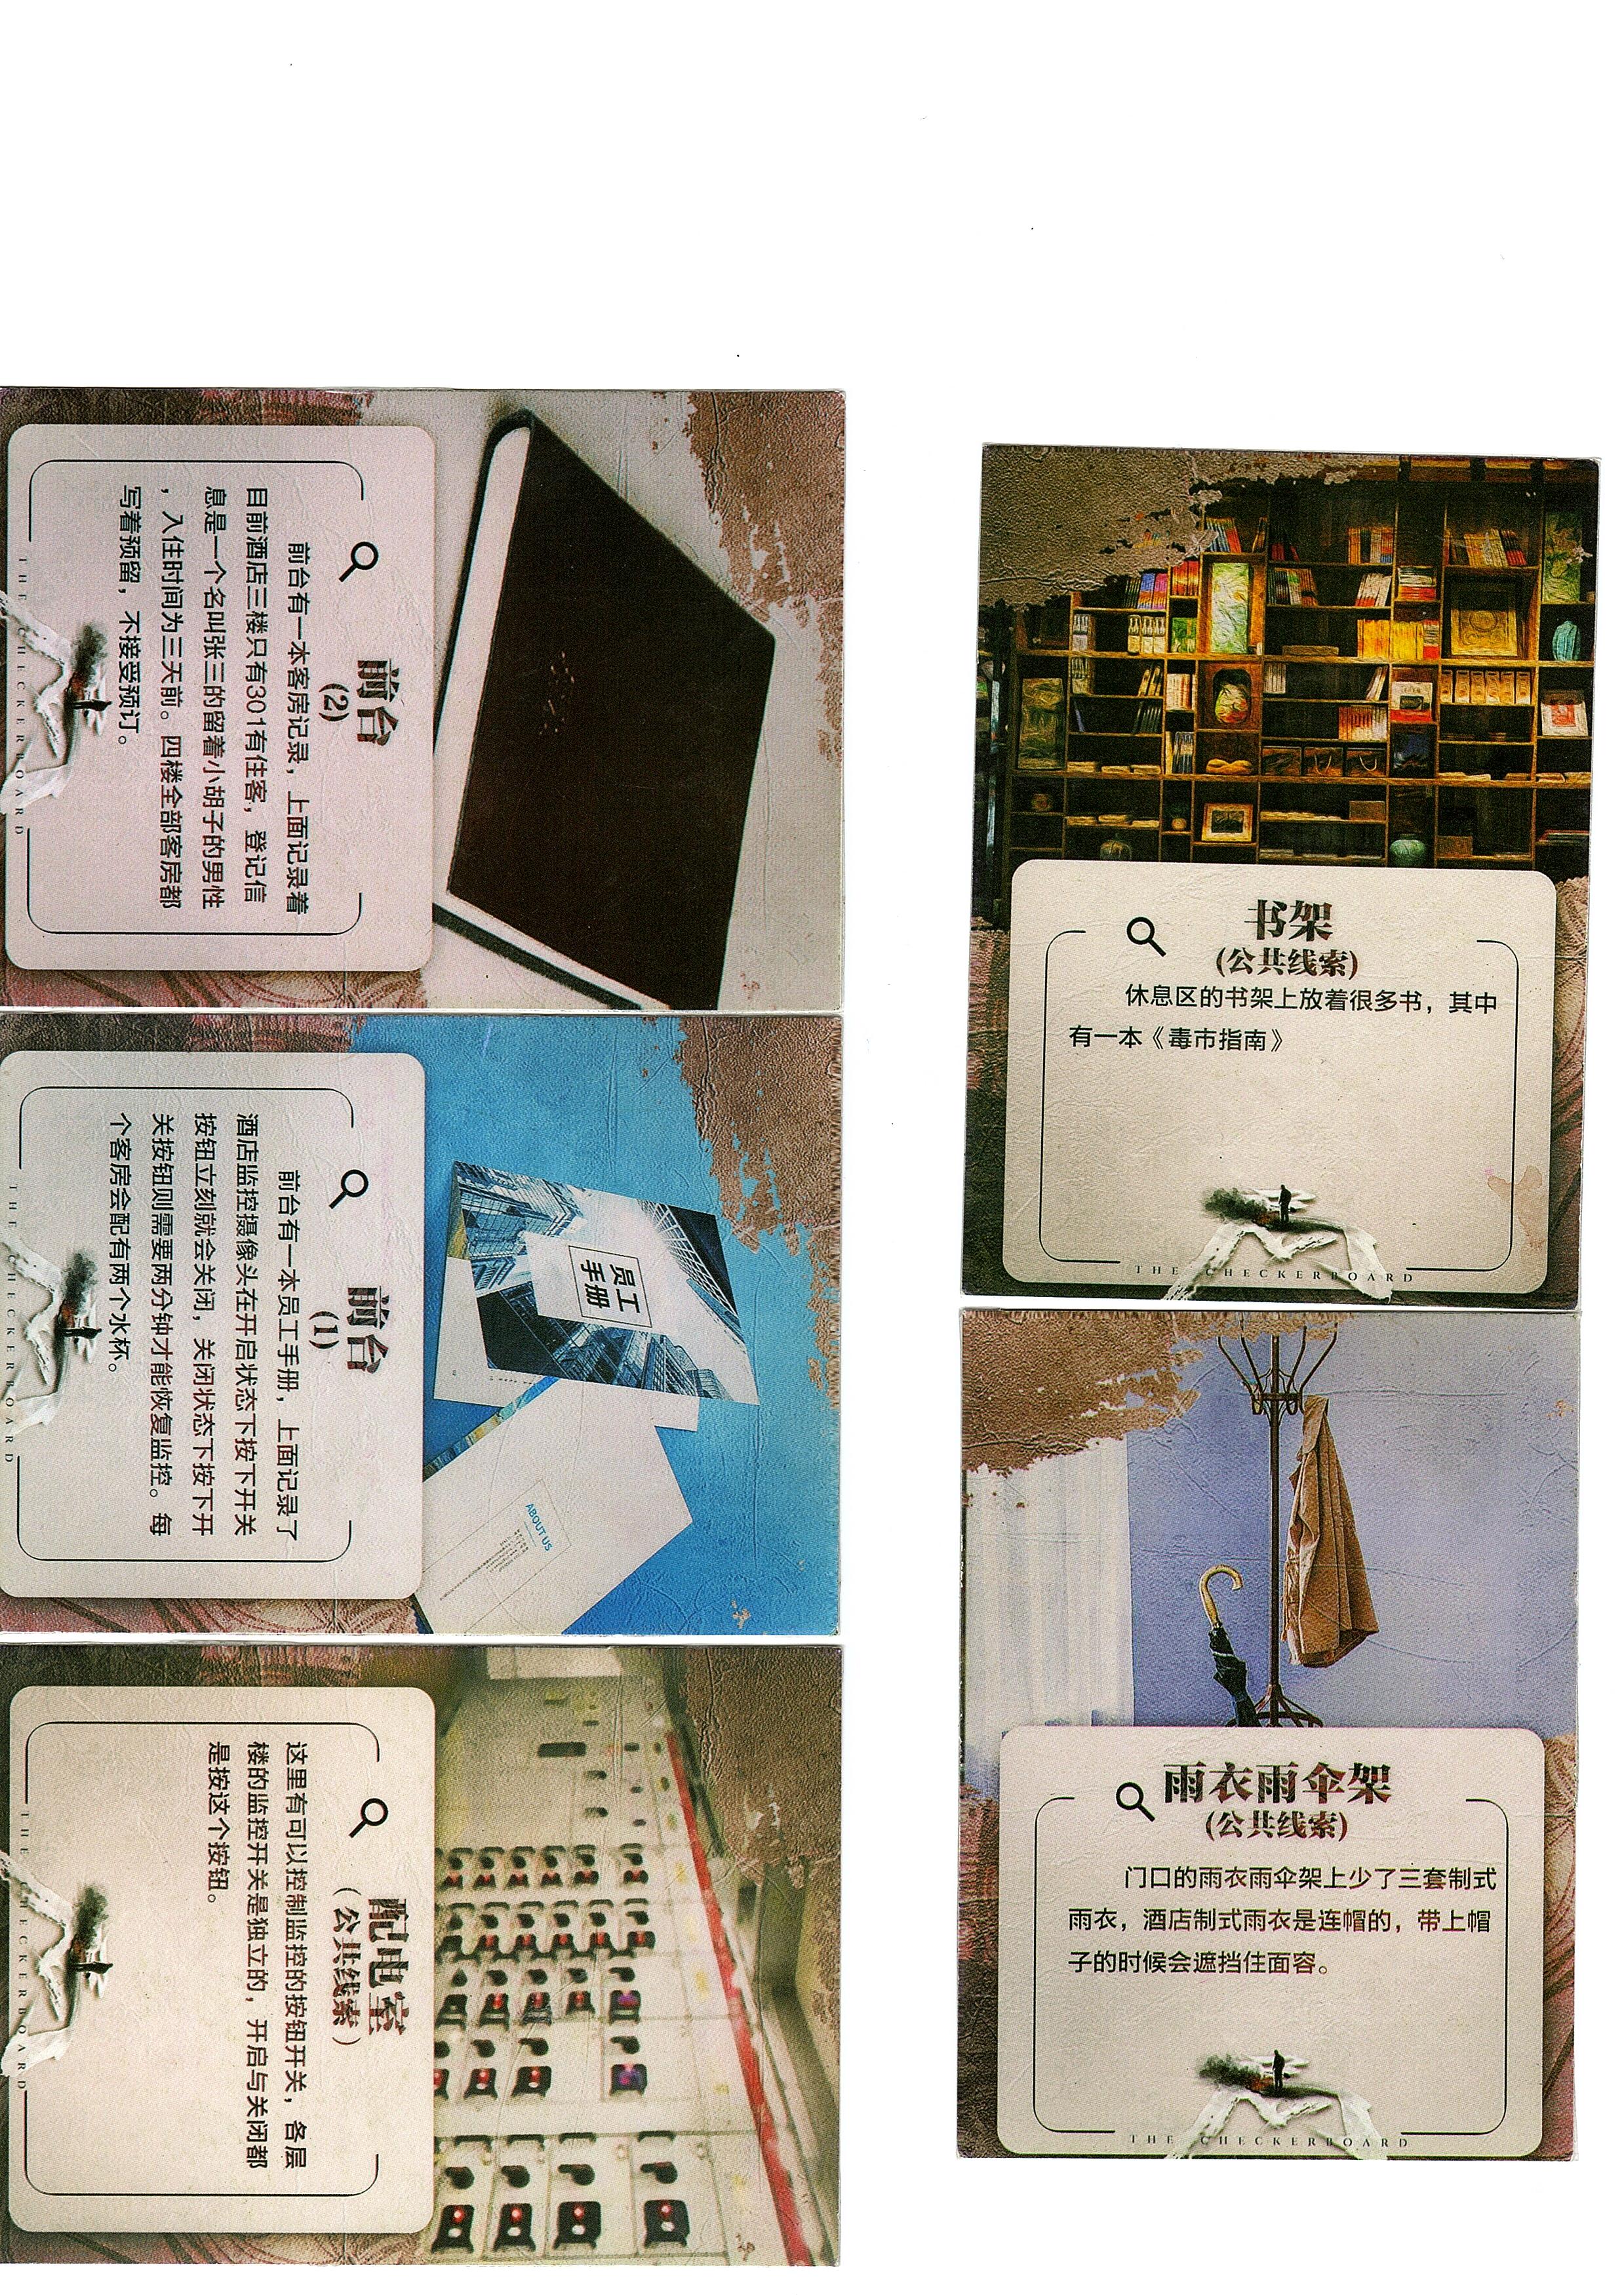 前台
(2)
前台有一本客房记录，上面记录着
目前酒店三楼只有301有住客，登记信
息是一个名叫张三的留着小胡子的男性
，入住时间为三天前。四楼全部客房都
写着预留，不接受预订。
THE CHECKERBOARD
员工
手册
ABOUT US
前台
(1)
前台有一本员工手册，上面记录了
酒店监控摄像头在开启状态下按下开关
按钮立刻就会关闭，关闭状态下按下开
关按钮则需要两分钟才能恢复监控。每
个客房会配有两个水杯。
THE CHECKERBOARD
配电室
(公共线索)
这里有可以控制监控的按钮开关，各层
楼的监控开关是独立的，开启与关闭都
是按这个按钮。
THE CHECKERBOARD
书架
(公共线索)
休息区的书架上放着很多书，其中
有一本《毒市指南》
THE CHECKERBOARD
雨衣雨伞架
(公共线索)
门口的雨衣雨伞架上少了三套制式
雨衣，酒店制式雨衣是连帽的，带上帽
子的时候会遮挡住面容。
THE CHECKERBOARD